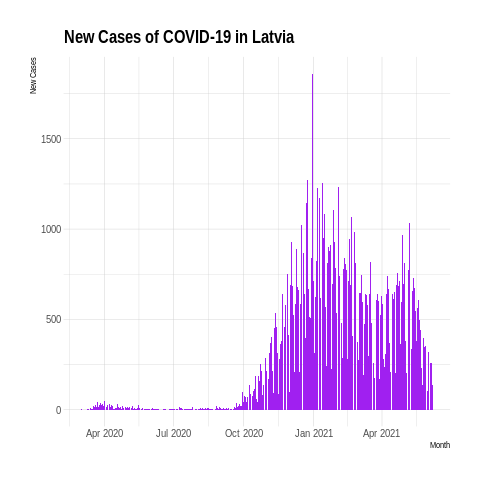 New Cases of COVID-19 in Latvia
New Cases
1500
1000
500
0
Apr 2020 Jul 2020 Oct 2020 Jan 2021 Apr 2021
Month